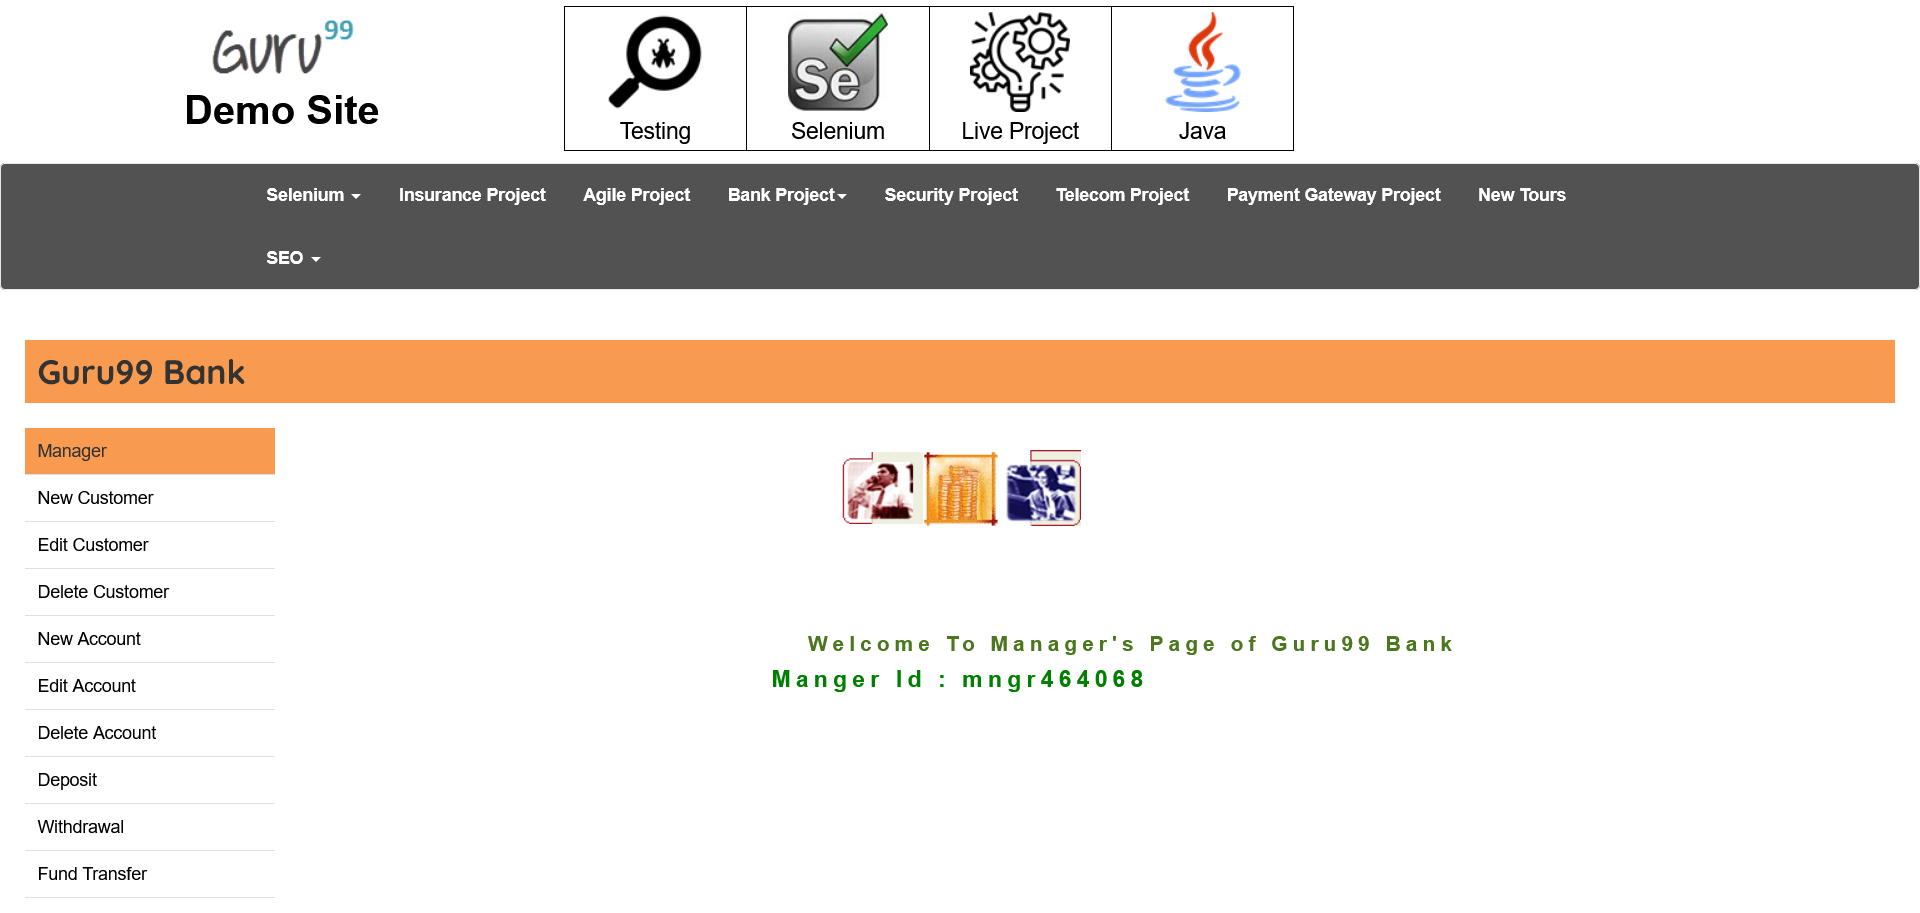 Guru99
Demo Site
Testing
Se
Selenium
Live Project
Java
Selenium
Insurance Project
Agile Project
Bank Project
Security Project
Telecom Project
Payment Gateway Project
New Tours
SEO
Guru99 Bank
Manager
New Customer
Edit Customer
Delete Customer
New Account
Edit Account
Delete Account
Deposit
Withdrawal
Fund Transfer
Welcome To Manager's Page of Guru99 Bank
Manger Id : mngr464068